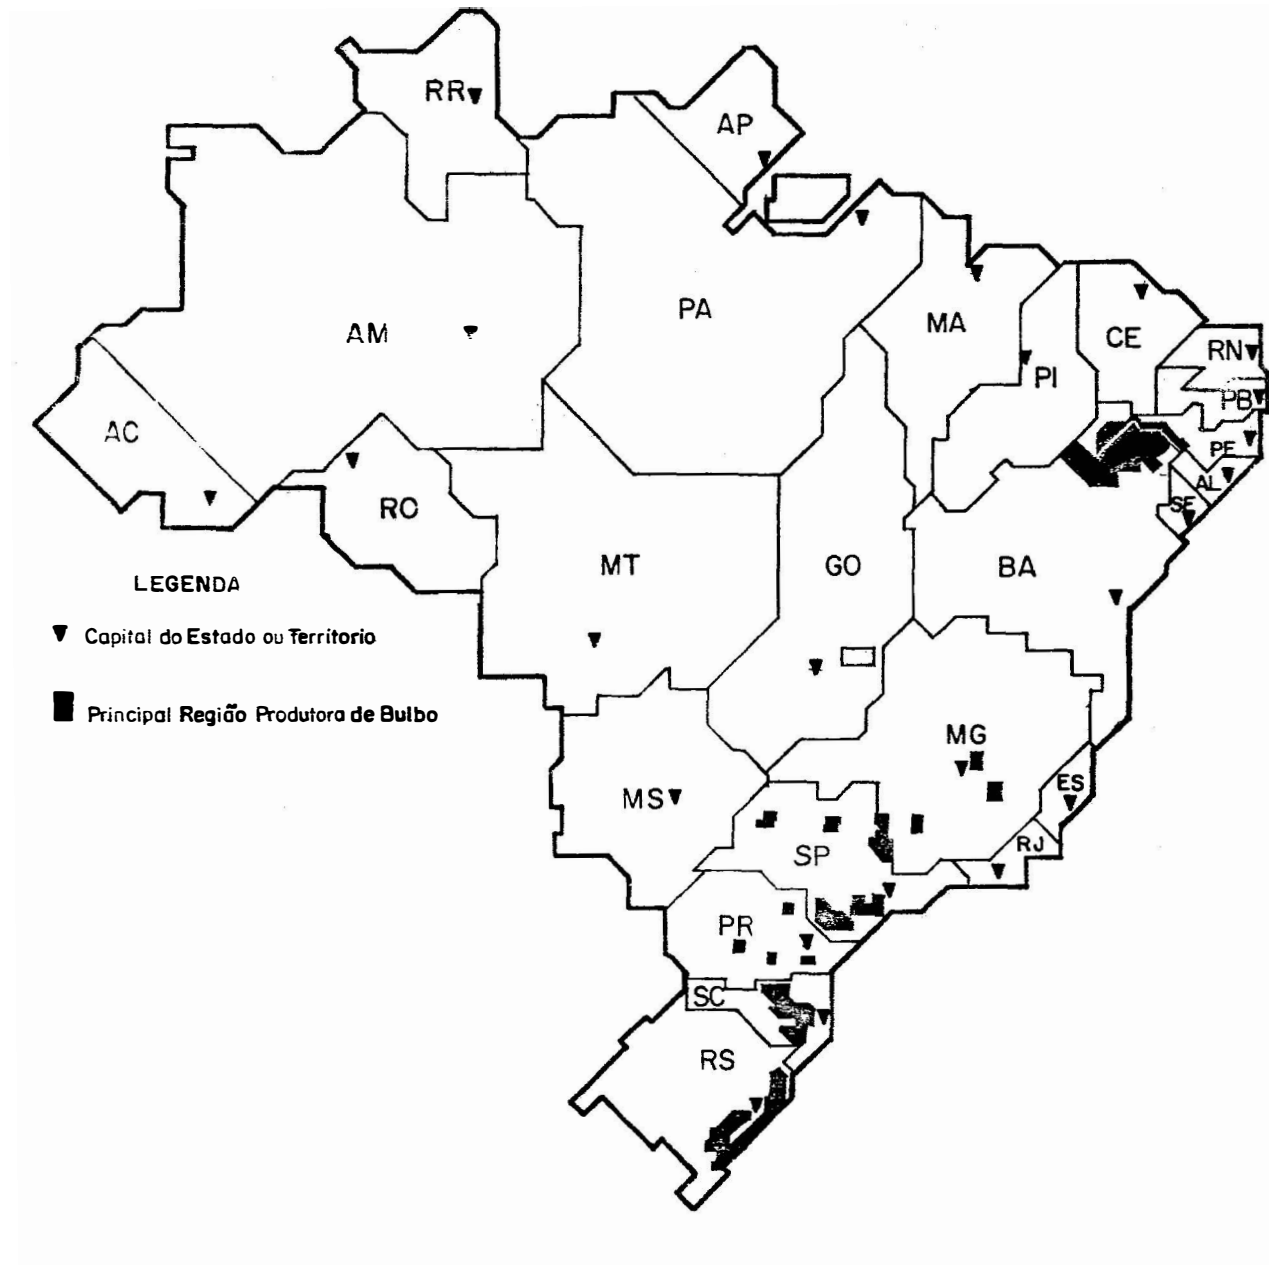 RR
AP
PA
AM
MA
CE
RN
PI
PB
AC
PE
AL
SE
RO
MT
GO
BA
LEGENDA
Capital do Estado ou Territorio
Principal Região Produtora de Bulbo
MG
ES
MS
SP
RJ
PR
SC
RS